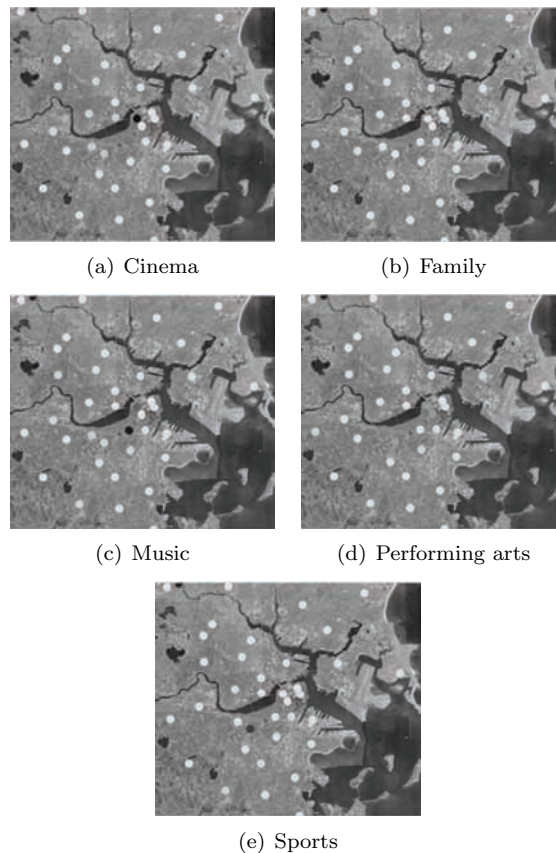 (a) Cinema
(b) Family
(c) Music
(d) Performing arts
(e) Sports